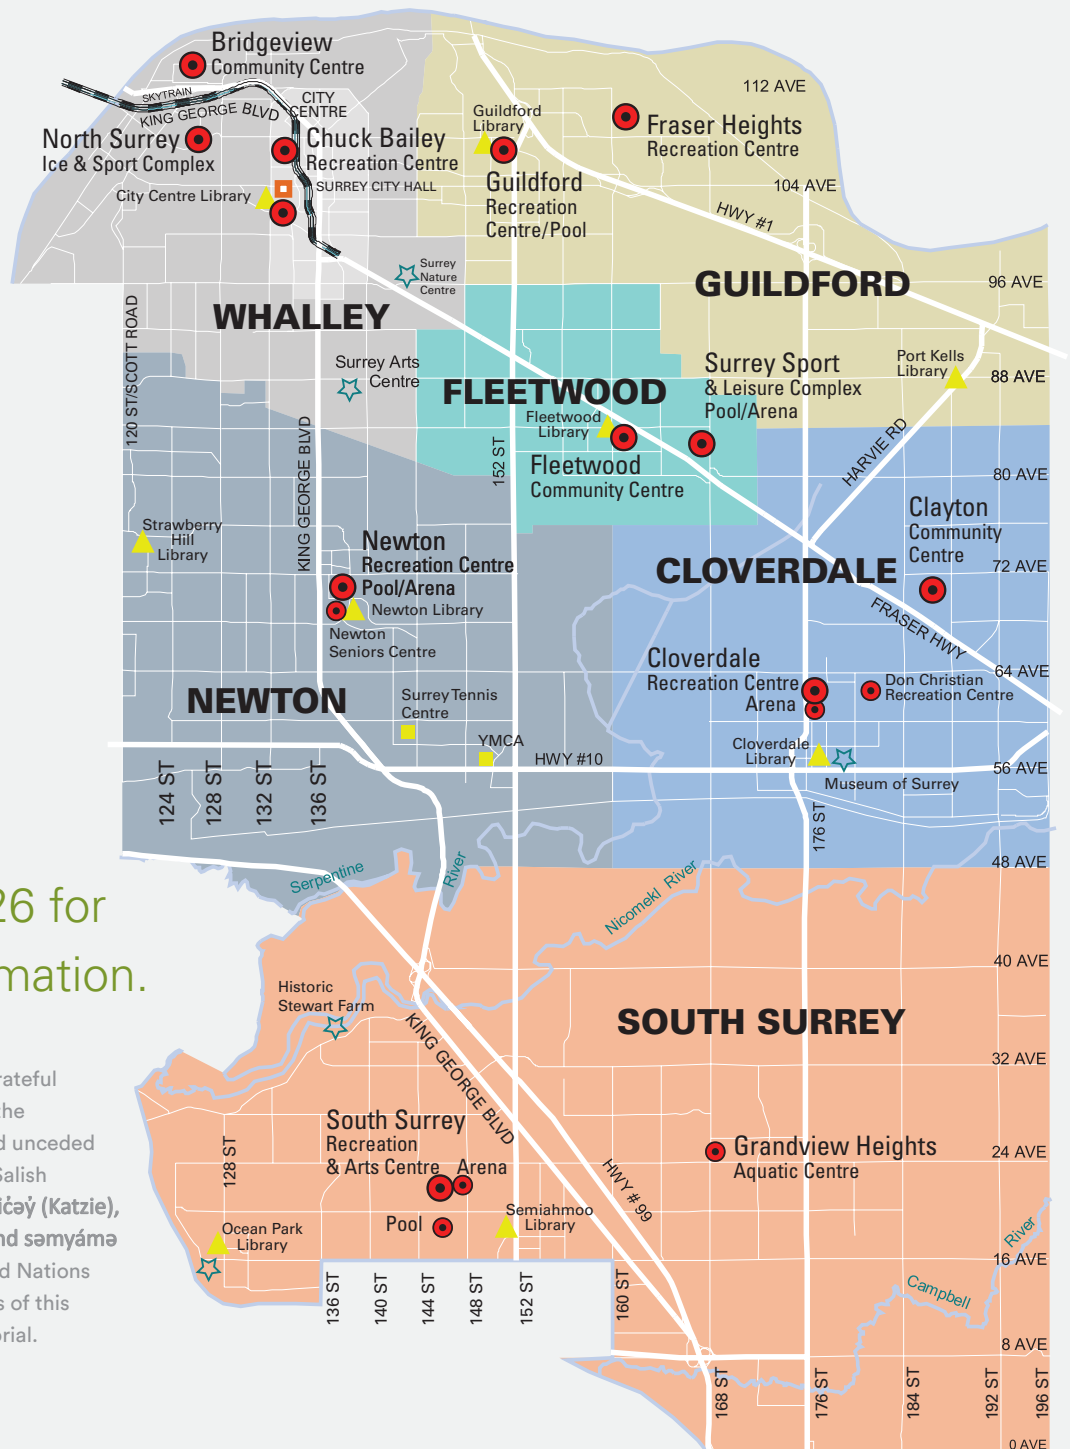 Bridgeview
Community Centre
SKYTRAIN
KING GEORGE BLVD
CITY
CENTRE
112 AVE
Guildford
Library
Fraser Heights
Recreation Centre
North Surrey
Ice & Sport Complex
Chuck Bailey
Recreation Centre
SURREY CITY HALL
City Centre Library
Guildford
Recreation
Centre/Pool
104 AVE
HWY #1
Surrey
Nature
Centre
GUILDFORD
96 AVE
WHALLEY
120 ST/SCOTT ROAD
Surrey Arts
Centre
FLEETWOOD
Surrey Sport
& Leisure Complex
Pool/Arena
Port Kells
Library
88 AVE
Fleetwood
Library
Fleetwood
Community Centre
152 ST
KING GEORGE BLVD
HARVIE RD
80 AVE
Clayton
Community
Centre
Strawberry
Hill
Library
Newton
Recreation Centre
Pool/Arena
Newton Library
Newton
Seniors Centre
CLOVERDALE
72 AVE
FRASER HWY
Cloverdale
Recreation Centre
Arena
64 AVE
Don Christian
Recreation Centre
NEWTON
Surrey Tennis
Centre
YMCA
HWY #10
Cloverdale
Library
Museum of Surrey
56 AVE
124 ST
128 ST
132 ST
136 ST
176 ST
48 AVE
Serpentine
River
Nicomekl River
26 for
mation.
40 AVE
Historic
Stewart Farm
SOUTH SURREY
KING GEORGE BLVD
32 AVE
rateful
the
d unceded
Salish
ic̓əy̓ (Katzie),
nd səmyámə
d Nations
s of this
orial.
128 ST
South Surrey
Recreation
& Arts Centre
Arena
Pool
Grandview Heights
Aquatic Centre
24 AVE
HWY # 99
Semiahmoo
Library
Ocean Park
Library
River
16 AVE
Campbell
136 ST
140 ST
144 ST
148 ST
152 ST
160 ST
8 AVE
168 ST
176 ST
184 ST
192 ST
196 ST
0 AVE